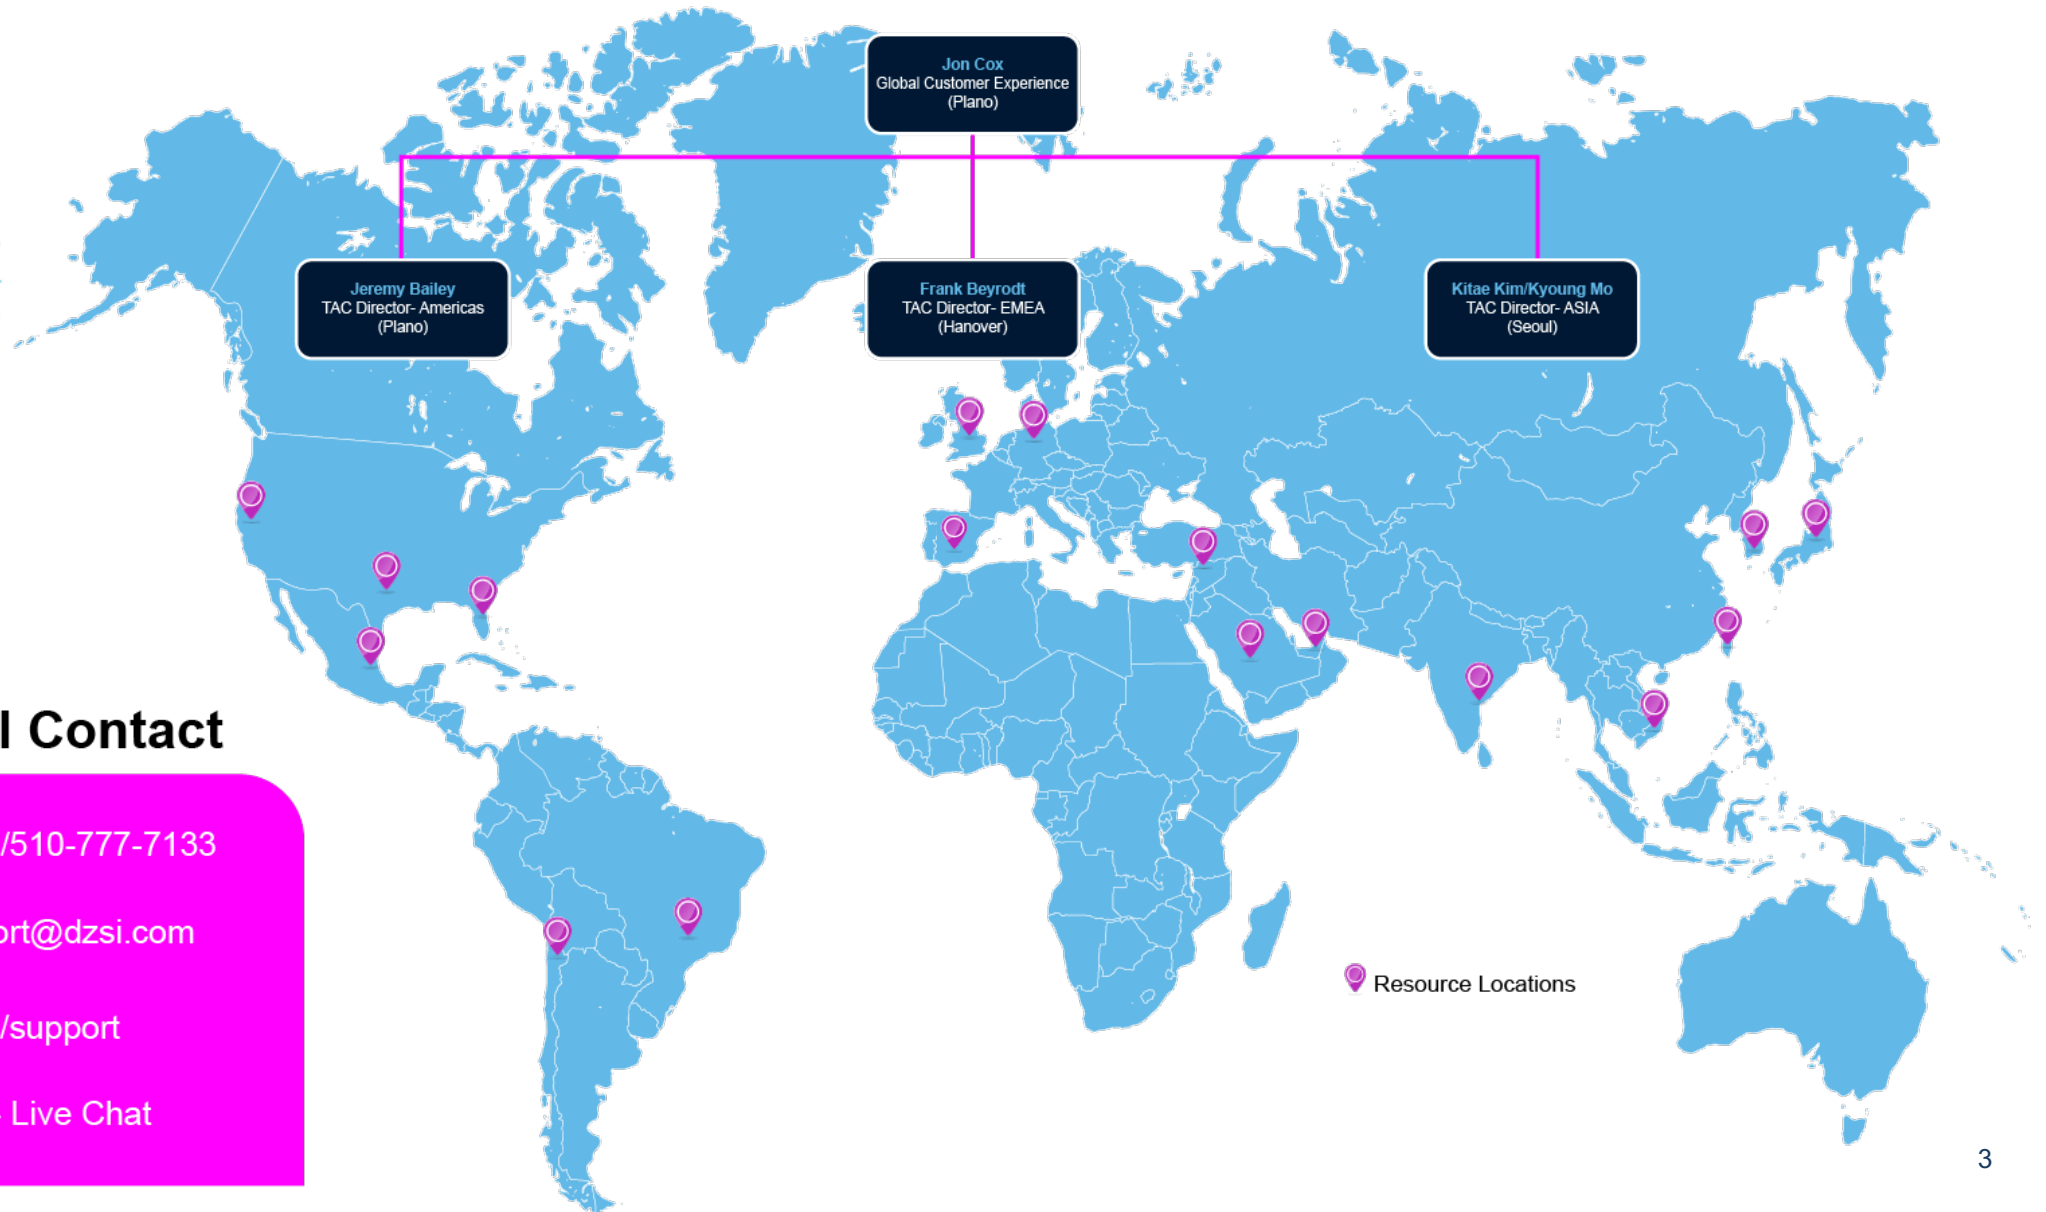 Jon Cox
Global Customer Experience
(Plano)
Jeremy Bailey
TAC Director- Americas
(Plano)
Frank Beyrodt
TAC Director- EMEA
(Hanover)
Kitae Kim/Kyoung Mo
TAC Director- ASIA
(Seoul)
l Contact
/510-777-7133
ort@dzsi.com
/support
Live Chat
Resource Locations
3